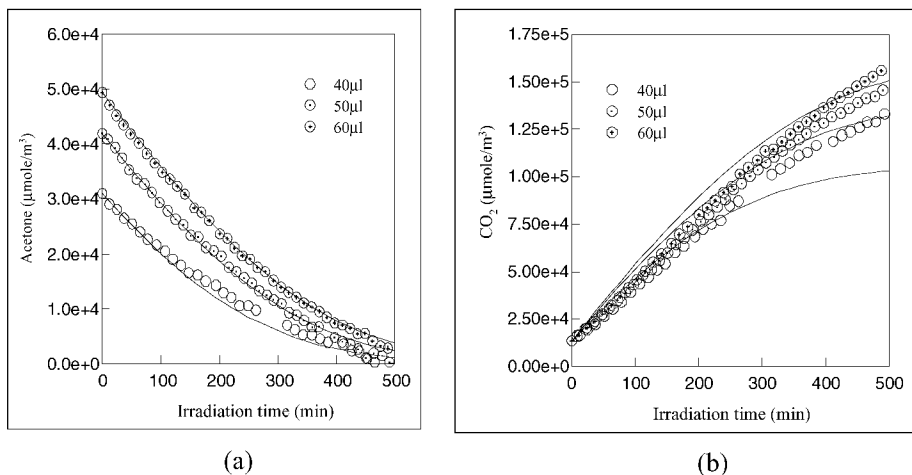 6.0e+4
5.0e+4
4.0e+4
3.0e+4
2.0e+4
1.0e+4
0.0e+0
Acetone (μmole/m³)
40μl
50μl
60μl
0 100 200 300 400 500
Irradiation time (min)
(a)
1.75e+5
1.50e+5
1.25e+5
1.00e+5
7.50e+4
5.00e+4
2.50e+4
0.00e+0
CO₂ (μmole/m³)
40μl
50μl
60μl
0 100 200 300 400 500
Irradiation time (min)
(b)